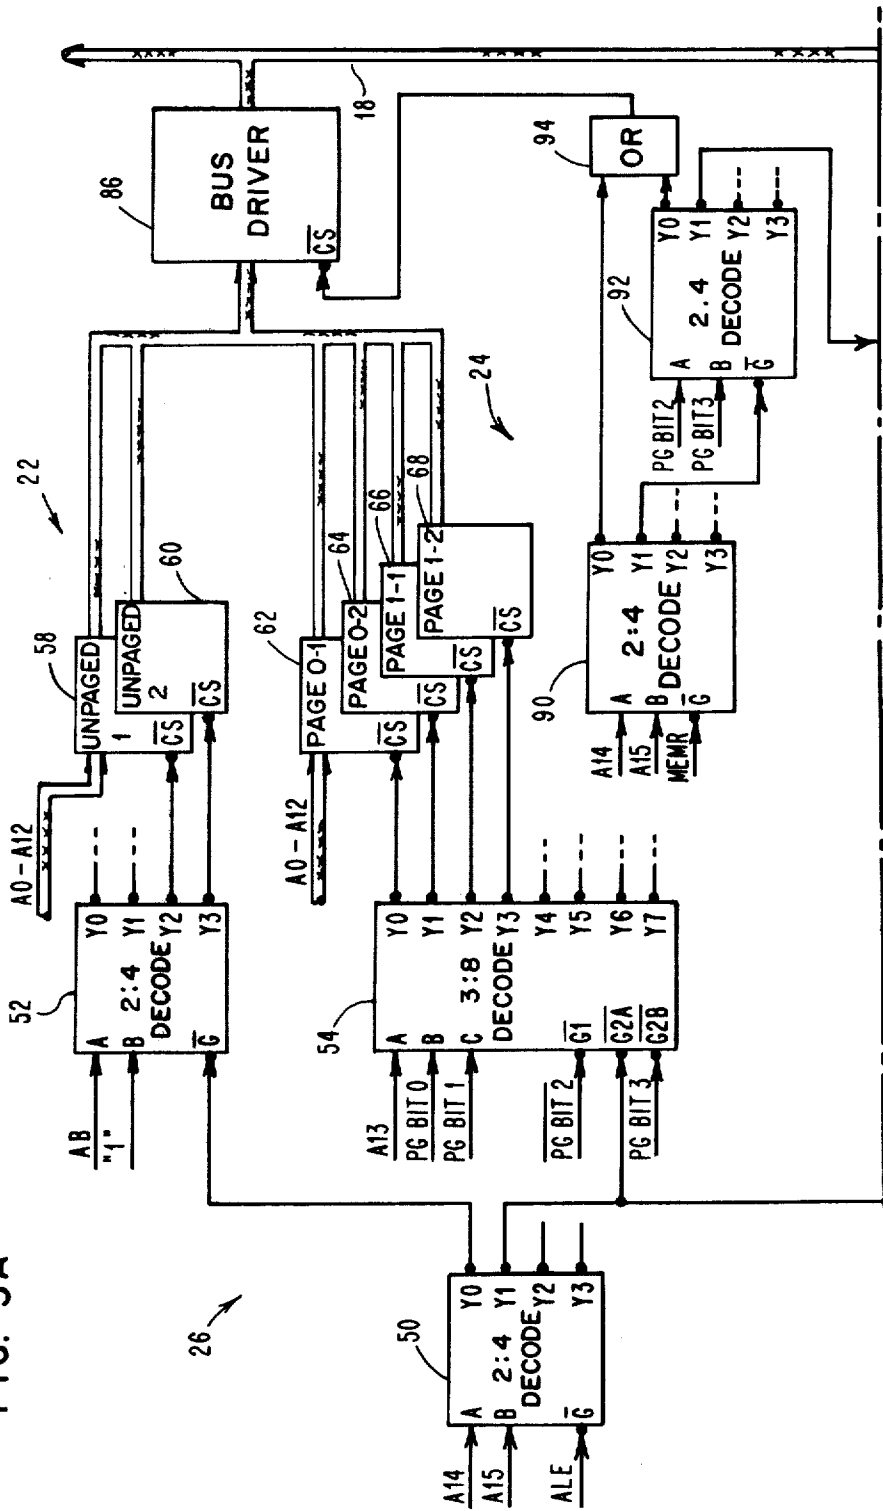 FIG.
26
50
A14
A15
ALE
A
B
G
2:4
DECODE
Y0
Y1
Y2
Y3
52
AB
"1"
A
B
G
2:4
DECODE
Y0
Y1
Y2
Y3
54
A13
PG BIT 0
PG BIT 1
PG BIT 2
PG BIT 3
A
B
C
G1
G2A
G2B
3:8
DECODE
Y0
Y1
Y2
Y3
Y4
Y5
Y6
Y7
22
A0-A12
58
UNPAGED
1
CS
60
UNPAGED
2
CS
24
A0-A12
62
PAGE 0-1
CS
64
PAGE 0-2
CS
66
PAGE 1-1
CS
68
PAGE 1-2
CS
90
A14
A15
MEMR
A
B
G
2:4
DECODE
Y0
Y1
Y2
Y3
92
PG BIT 2
PG BIT 3
A
B
G
2.4
DECODE
Y0
Y1
Y2
Y3
94
OR
86
BUS
DRIVER
CS
18